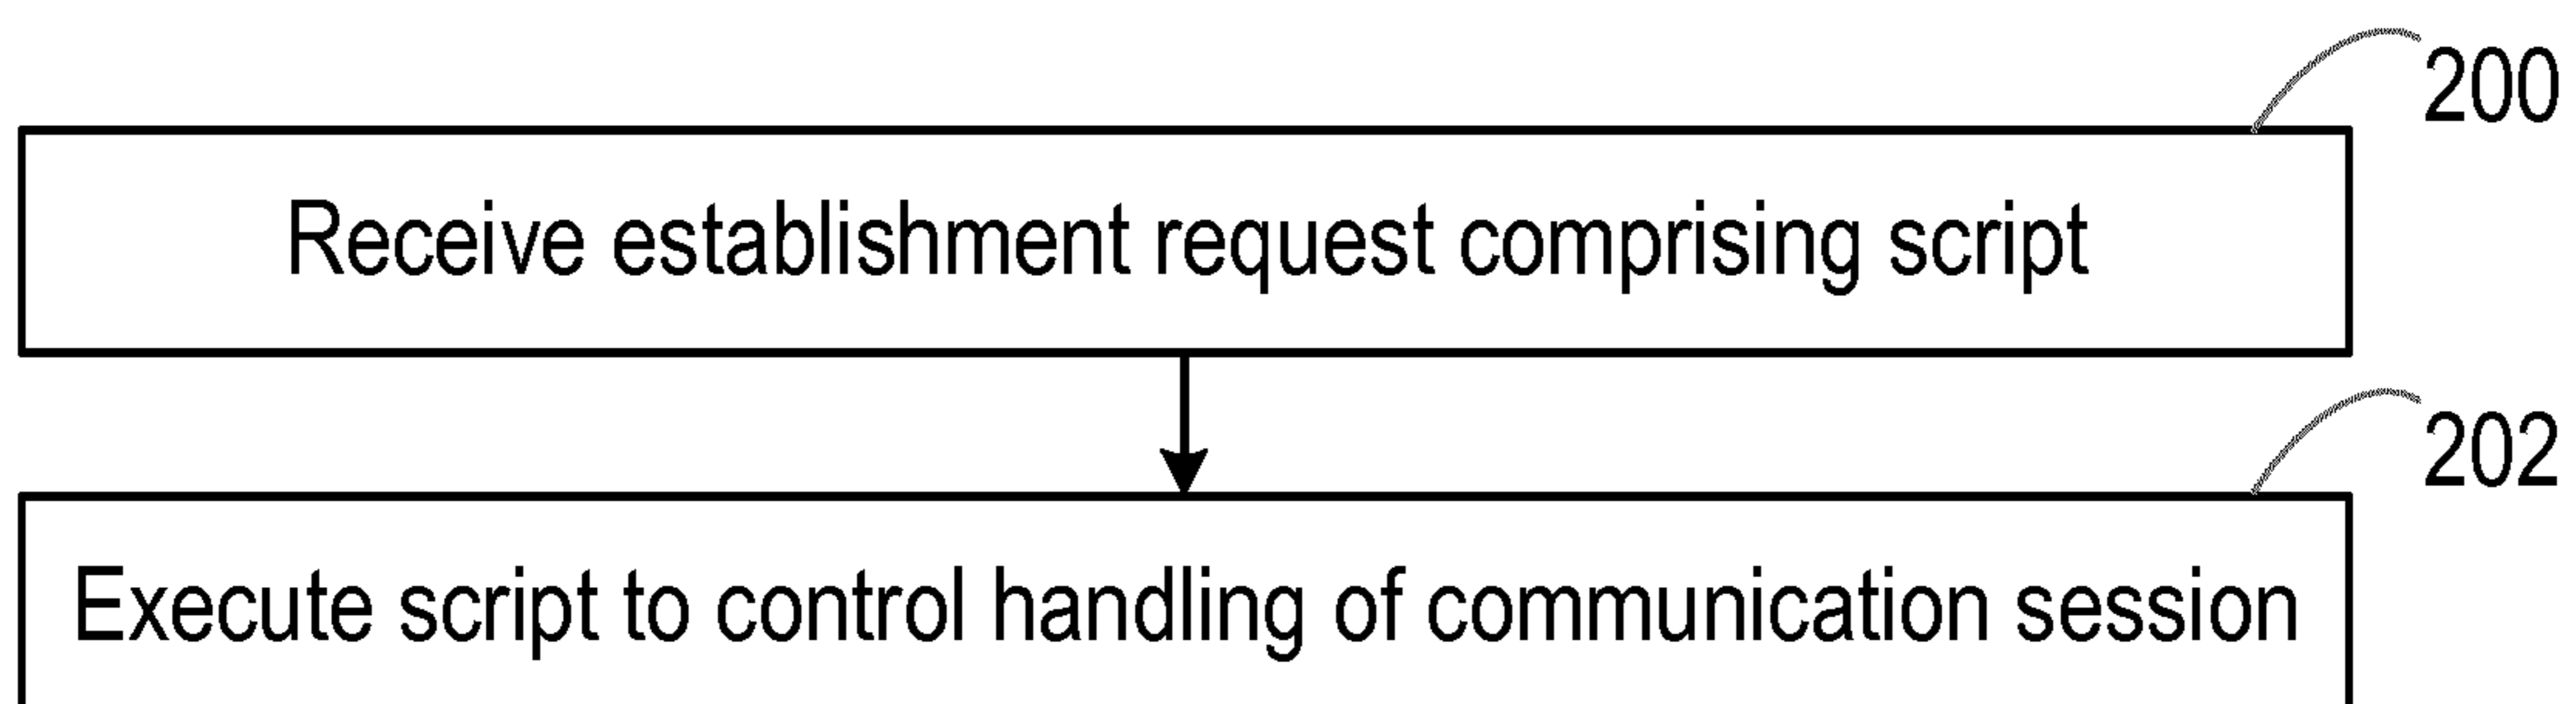 200
Receive establishment request comprising script
202
Execute script to control handling of communication session